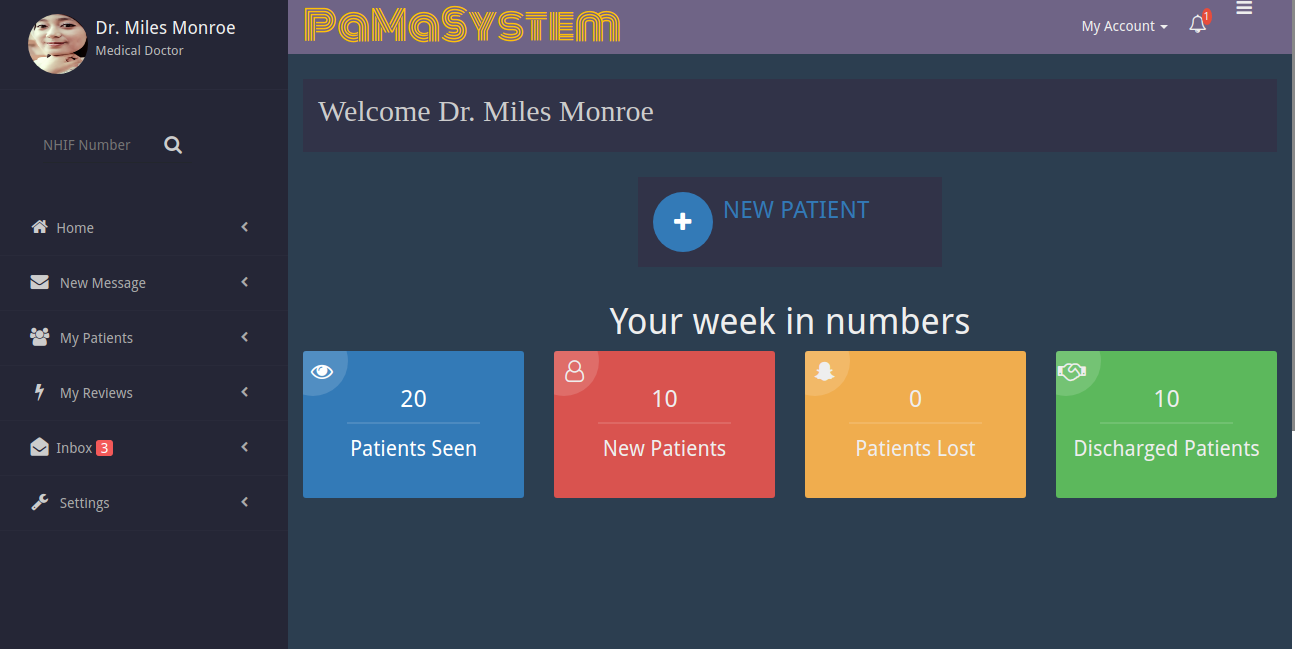 Dr. Miles Monroe
Medical Doctor
NHIF Number
Home
New Message
My Patients
My Reviews
Inbox 3
Settings
PaMaSystem
My Account
1
Welcome Dr. Miles Monroe
NEW PATIENT
Your week in numbers
20
Patients Seen
10
New Patients
0
Patients Lost
10
Discharged Patients